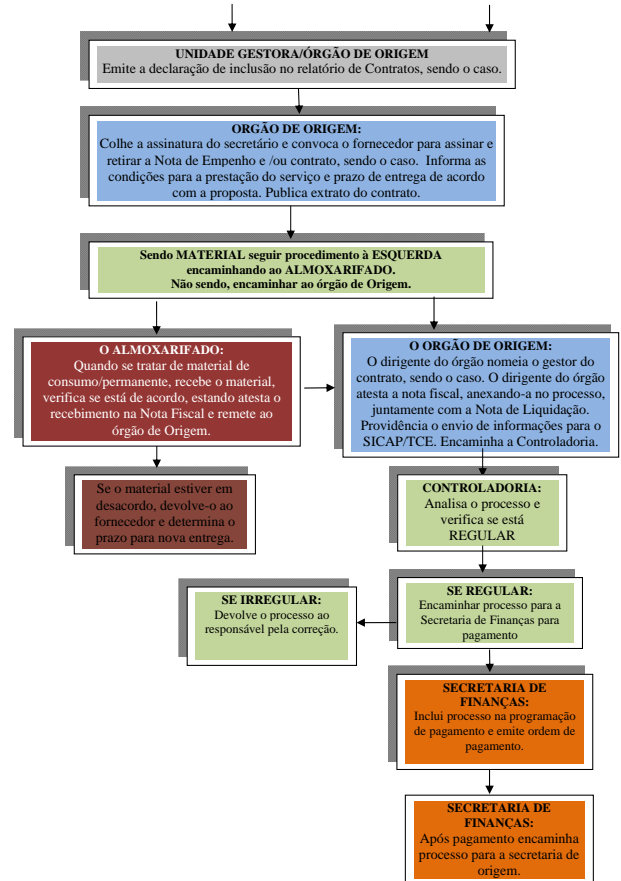 UNIDADE GESTORA/ÓRGÃO DE ORIGEM
Emite a declaração de inclusão no relatório de Contratos, sendo o caso.
ORGÃO DE ORIGEM:
Colhe a assinatura do secretário e convoca o fornecedor para assinar e
retirar a Nota de Empenho e /ou contrato, sendo o caso. Informa as
condições para a prestação do serviço e prazo de entrega de acordo
com a proposta. Publica extrato do contrato.
Sendo MATERIAL seguir procedimento à ESQUERDA
encaminhando ao ALMOXARIFADO.
Não sendo, encaminhar ao órgão de Origem.
O ALMOXARIFADO:
Quando se tratar de material de
consumo/permanente, recebe o material,
verifica se está de acordo, estando atesta o
recebimento na Nota Fiscal e remete ao
órgão de Origem.
O ORGÃO DE ORIGEM:
O dirigente do órgão nomeia o gestor do
contrato, sendo o caso. O dirigente do órgão
atesta a nota fiscal, anexando-a no processo,
juntamente com a Nota de Liquidação.
Providência o envio de informações para o
SICAP/TCE. Encaminha a Controladoria.
Se o material estiver em
desacordo, devolve-o ao
fornecedor e determina o
prazo para nova entrega.
CONTROLADORIA:
Analisa o processo e
verifica se está
REGULAR
SE IRREGULAR:
Devolve o processo ao
responsável pela correção.
SE REGULAR:
Encaminhar processo para a
Secretaria de Finanças para
pagamento
SECRETARIA DE
FINANÇAS:
Inclui processo na programação
de pagamento e emite ordem de
pagamento.
SECRETARIA DE
FINANÇAS:
Após pagamento encaminha
processo para a secretaria de
origem.